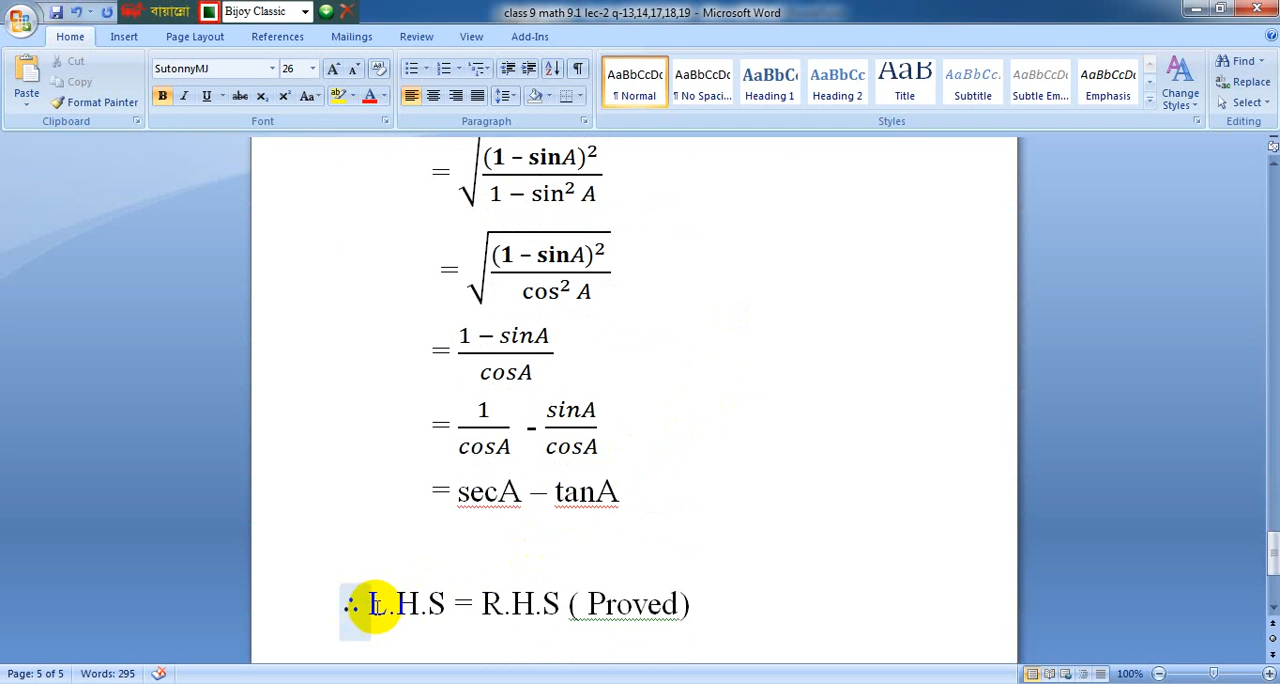 বায়ান্নো Bijoy Classic class 9 math 9.1 lec-2 q-13,14,17,18,19 - Microsoft Word
Home Insert Page Layout References Mailings Review View Add-Ins
Paste Cut Copy Format Painter Clipboard
SutonnyMJ 26 Font
Paragraph
AaBbCcDc ¶ Normal
AaBbCcDc ¶ No Spaci...
AaBbCc Heading 1
AaBbCc Heading 2
AaB Title
AaBbCc. Subtitle
AaBbCcDc Subtle Em...
AaBbCcDc Emphasis
Change Styles
Styles
Find Replace Select Editing
= √((1 – sinA)² / (1 − sin² A))
= √((1 – sinA)² / cos² A)
= (1 − sinA) / cosA
= 1/cosA - sinA/cosA
= secA – tanA
∴ L.H.S = R.H.S ( Proved)
Page: 5 of 5 Words: 295 100%